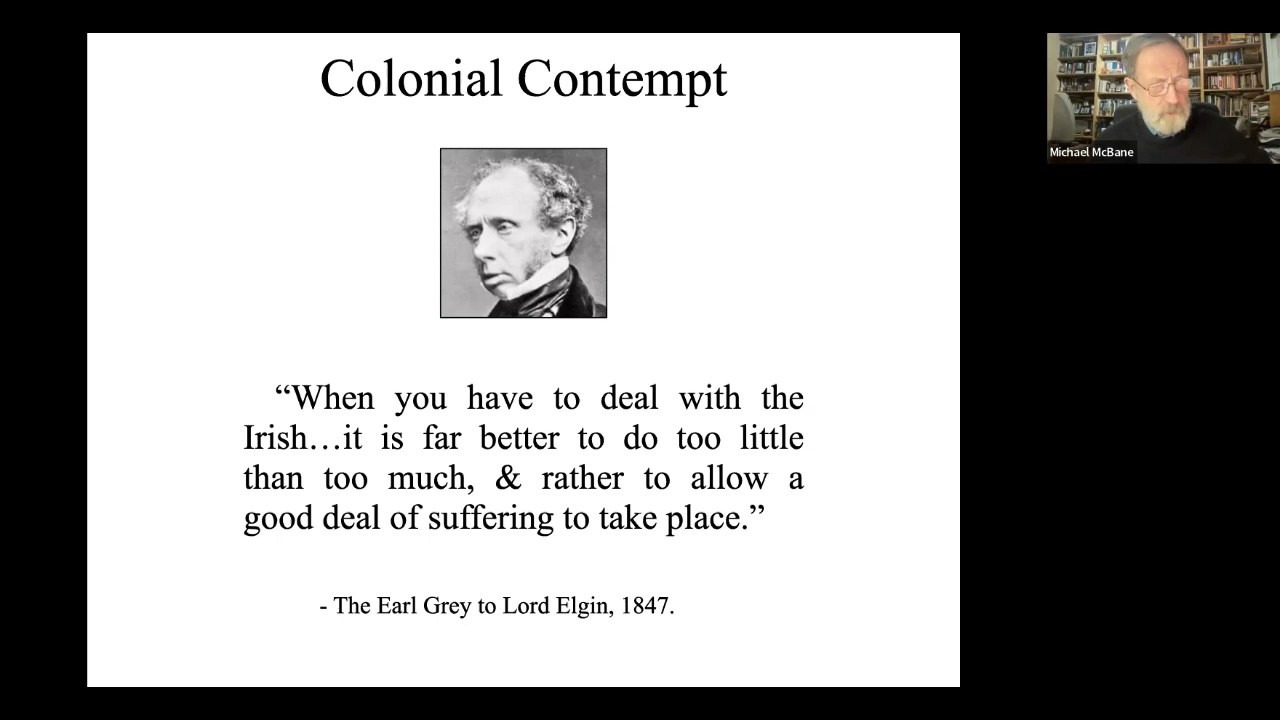 Colonial Contempt
“When you have to deal with the
Irish…it is far better to do too little
than too much, & rather to allow a
good deal of suffering to take place.”
- The Earl Grey to Lord Elgin, 1847.
Michael McBane